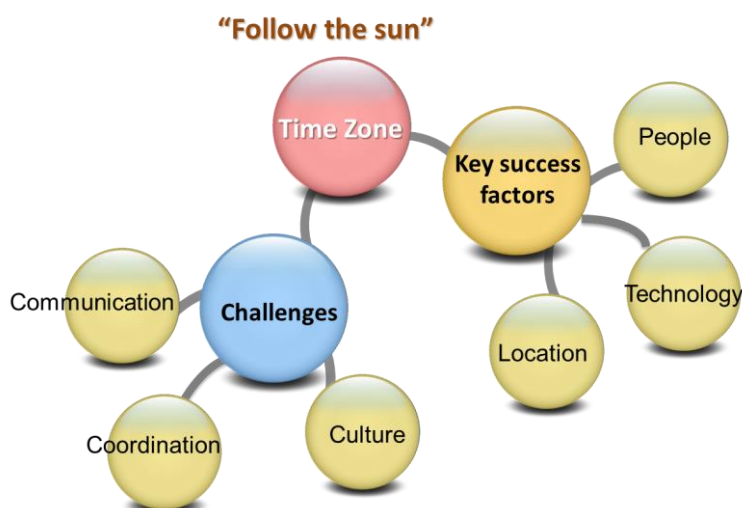 “Follow the sun”
Time Zone
Key success
factors
People
Technology
Location
Challenges
Communication
Coordination
Culture